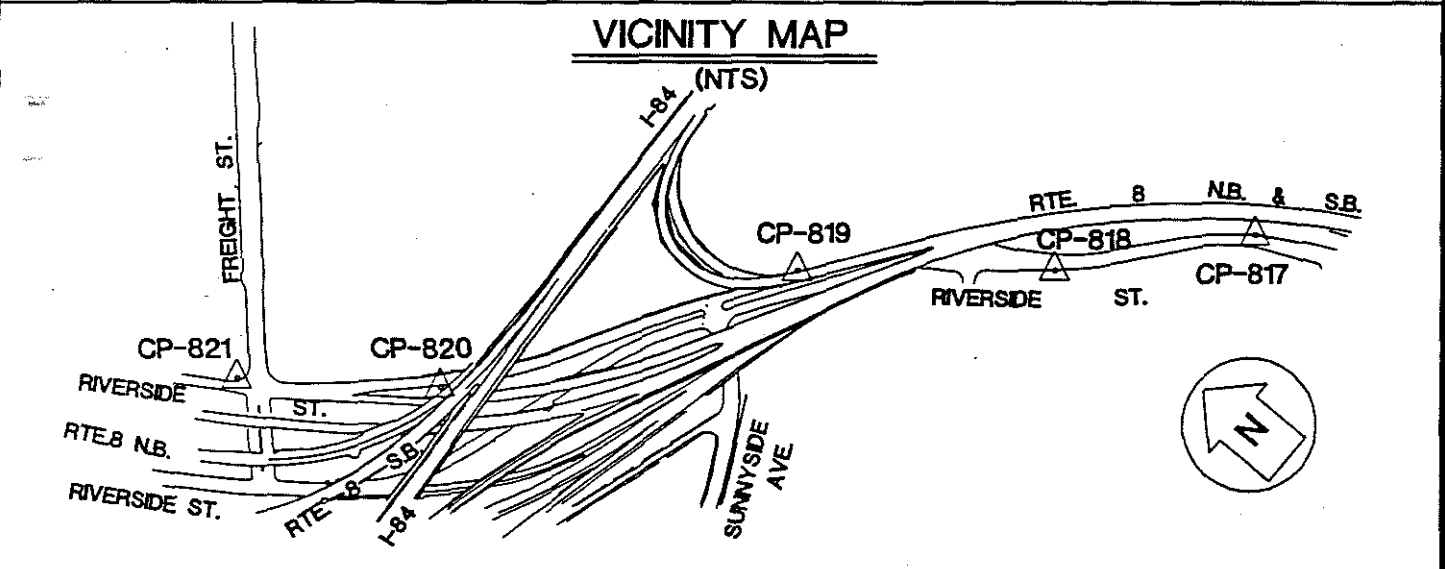 VICINITY MAP
(NTS)
I-84
FREIGHT ST.
RTE. 8 N.B. & S.B.
CP-819
CP-818
CP-817
RIVERSIDE ST.
CP-821
CP-820
RIVERSIDE ST.
RTE.8 N.B.
RIVERSIDE ST.
RTE 8 S.B.
I-84
SUNNYSIDE AVE.
N